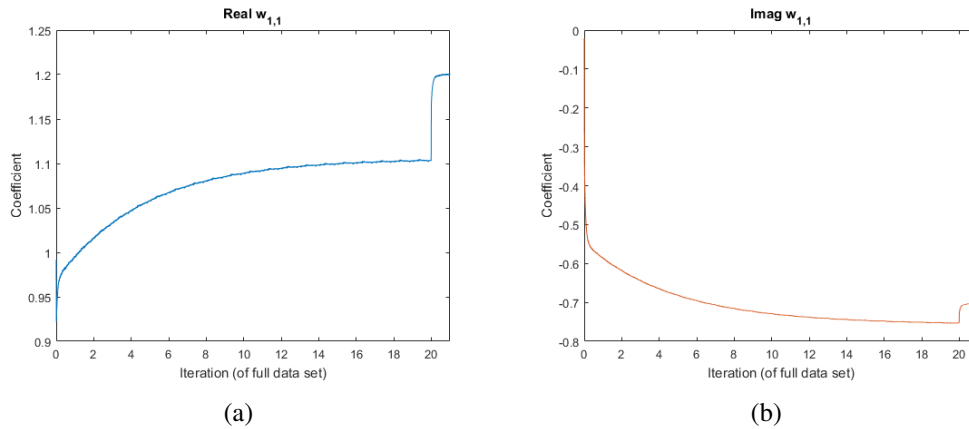 Real w1,1
Coefficient
1.25
1.2
1.15
1.1
1.05
1
0.95
0.9
0 2 4 6 8 10 12 14 16 18 20
Iteration (of full data set)
(a)
Imag w1,1
Coefficient
0
-0.1
-0.2
-0.3
-0.4
-0.5
-0.6
-0.7
-0.8
0 2 4 6 8 10 12 14 16 18 20
Iteration (of full data set)
(b)